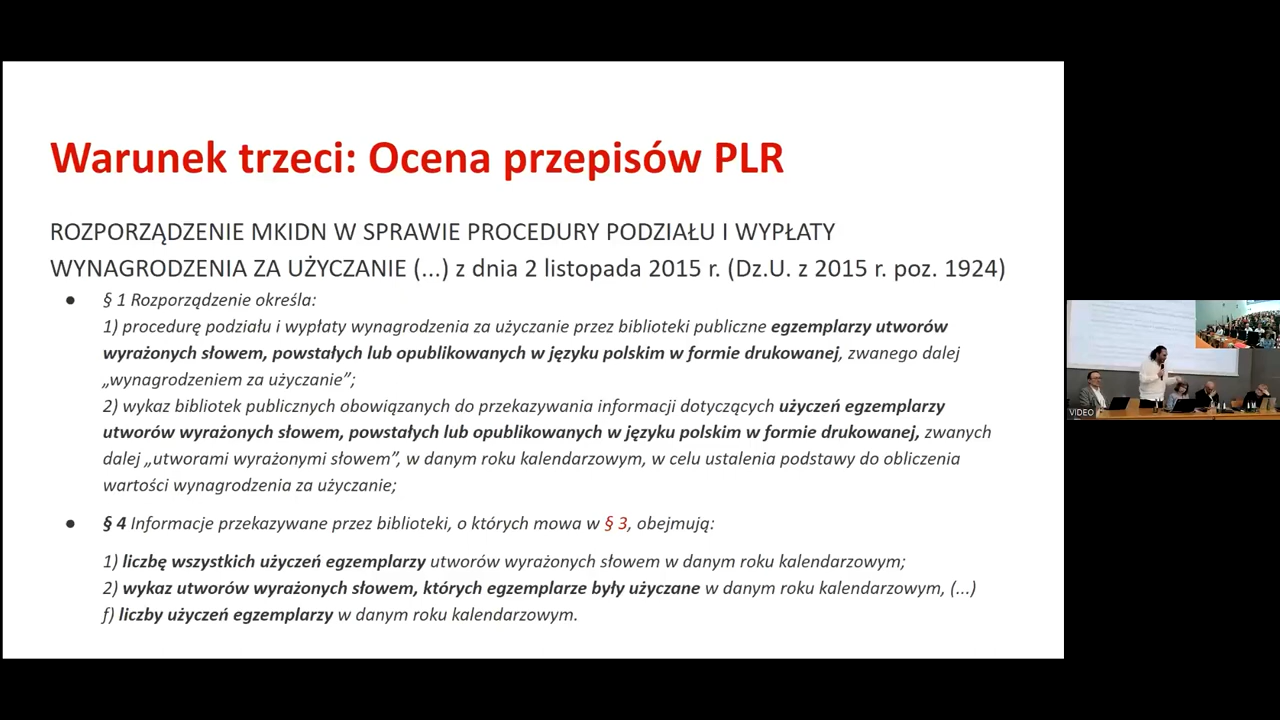 Warunek trzeci: Ocena przepisów PLR
ROZPORZĄDZENIE MKIDN W SPRAWIE PROCEDURY PODZIAŁU I WYPŁATY
WYNAGRODZENIA ZA UŻYCZANIE (...) z dnia 2 listopada 2015 r. (Dz.U. z 2015 r. poz. 1924)
● § 1 Rozporządzenie określa:
1) procedurę podziału i wypłaty wynagrodzenia za użyczanie przez biblioteki publiczne egzemplarzy utworów
wyrażonych słowem, powstałych lub opublikowanych w języku polskim w formie drukowanej, zwanego dalej
„wynagrodzeniem za użyczanie”;
2) wykaz bibliotek publicznych obowiązanych do przekazywania informacji dotyczących użyczeń egzemplarzy
utworów wyrażonych słowem, powstałych lub opublikowanych w języku polskim w formie drukowanej, zwanych
dalej „utworami wyrażonymi słowem”, w danym roku kalendarzowym, w celu ustalenia podstawy do obliczenia
wartości wynagrodzenia za użyczanie;
● § 4 Informacje przekazywane przez biblioteki, o których mowa w § 3, obejmują:
1) liczbę wszystkich użyczeń egzemplarzy utworów wyrażonych słowem w danym roku kalendarzowym;
2) wykaz utworów wyrażonych słowem, których egzemplarze były użyczane w danym roku kalendarzowym, (...)
f) liczby użyczeń egzemplarzy w danym roku kalendarzowym.
VIDEO